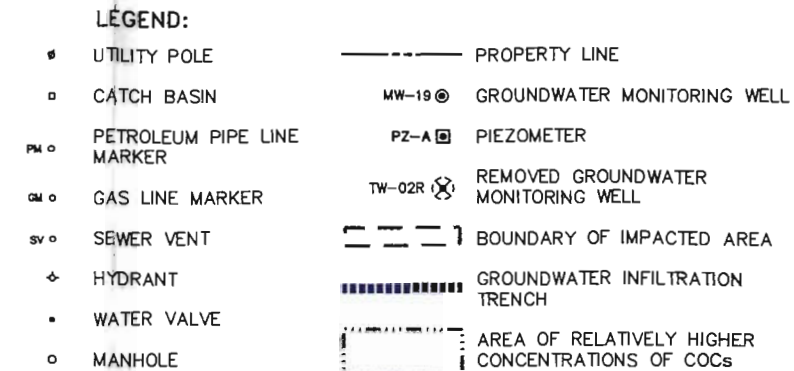 LEGEND:
UTILITY POLE
CATCH BASIN
PM PETROLEUM PIPE LINE
MARKER
GM GAS LINE MARKER
SV SEWER VENT
HYDRANT
WATER VALVE
MANHOLE
PROPERTY LINE
MW-19 GROUNDWATER MONITORING WELL
PZ-A PIEZOMETER
TW-02R REMOVED GROUNDWATER
MONITORING WELL
BOUNDARY OF IMPACTED AREA
GROUNDWATER INFILTRATION
TRENCH
AREA OF RELATIVELY HIGHER
CONCENTRATIONS OF COCs